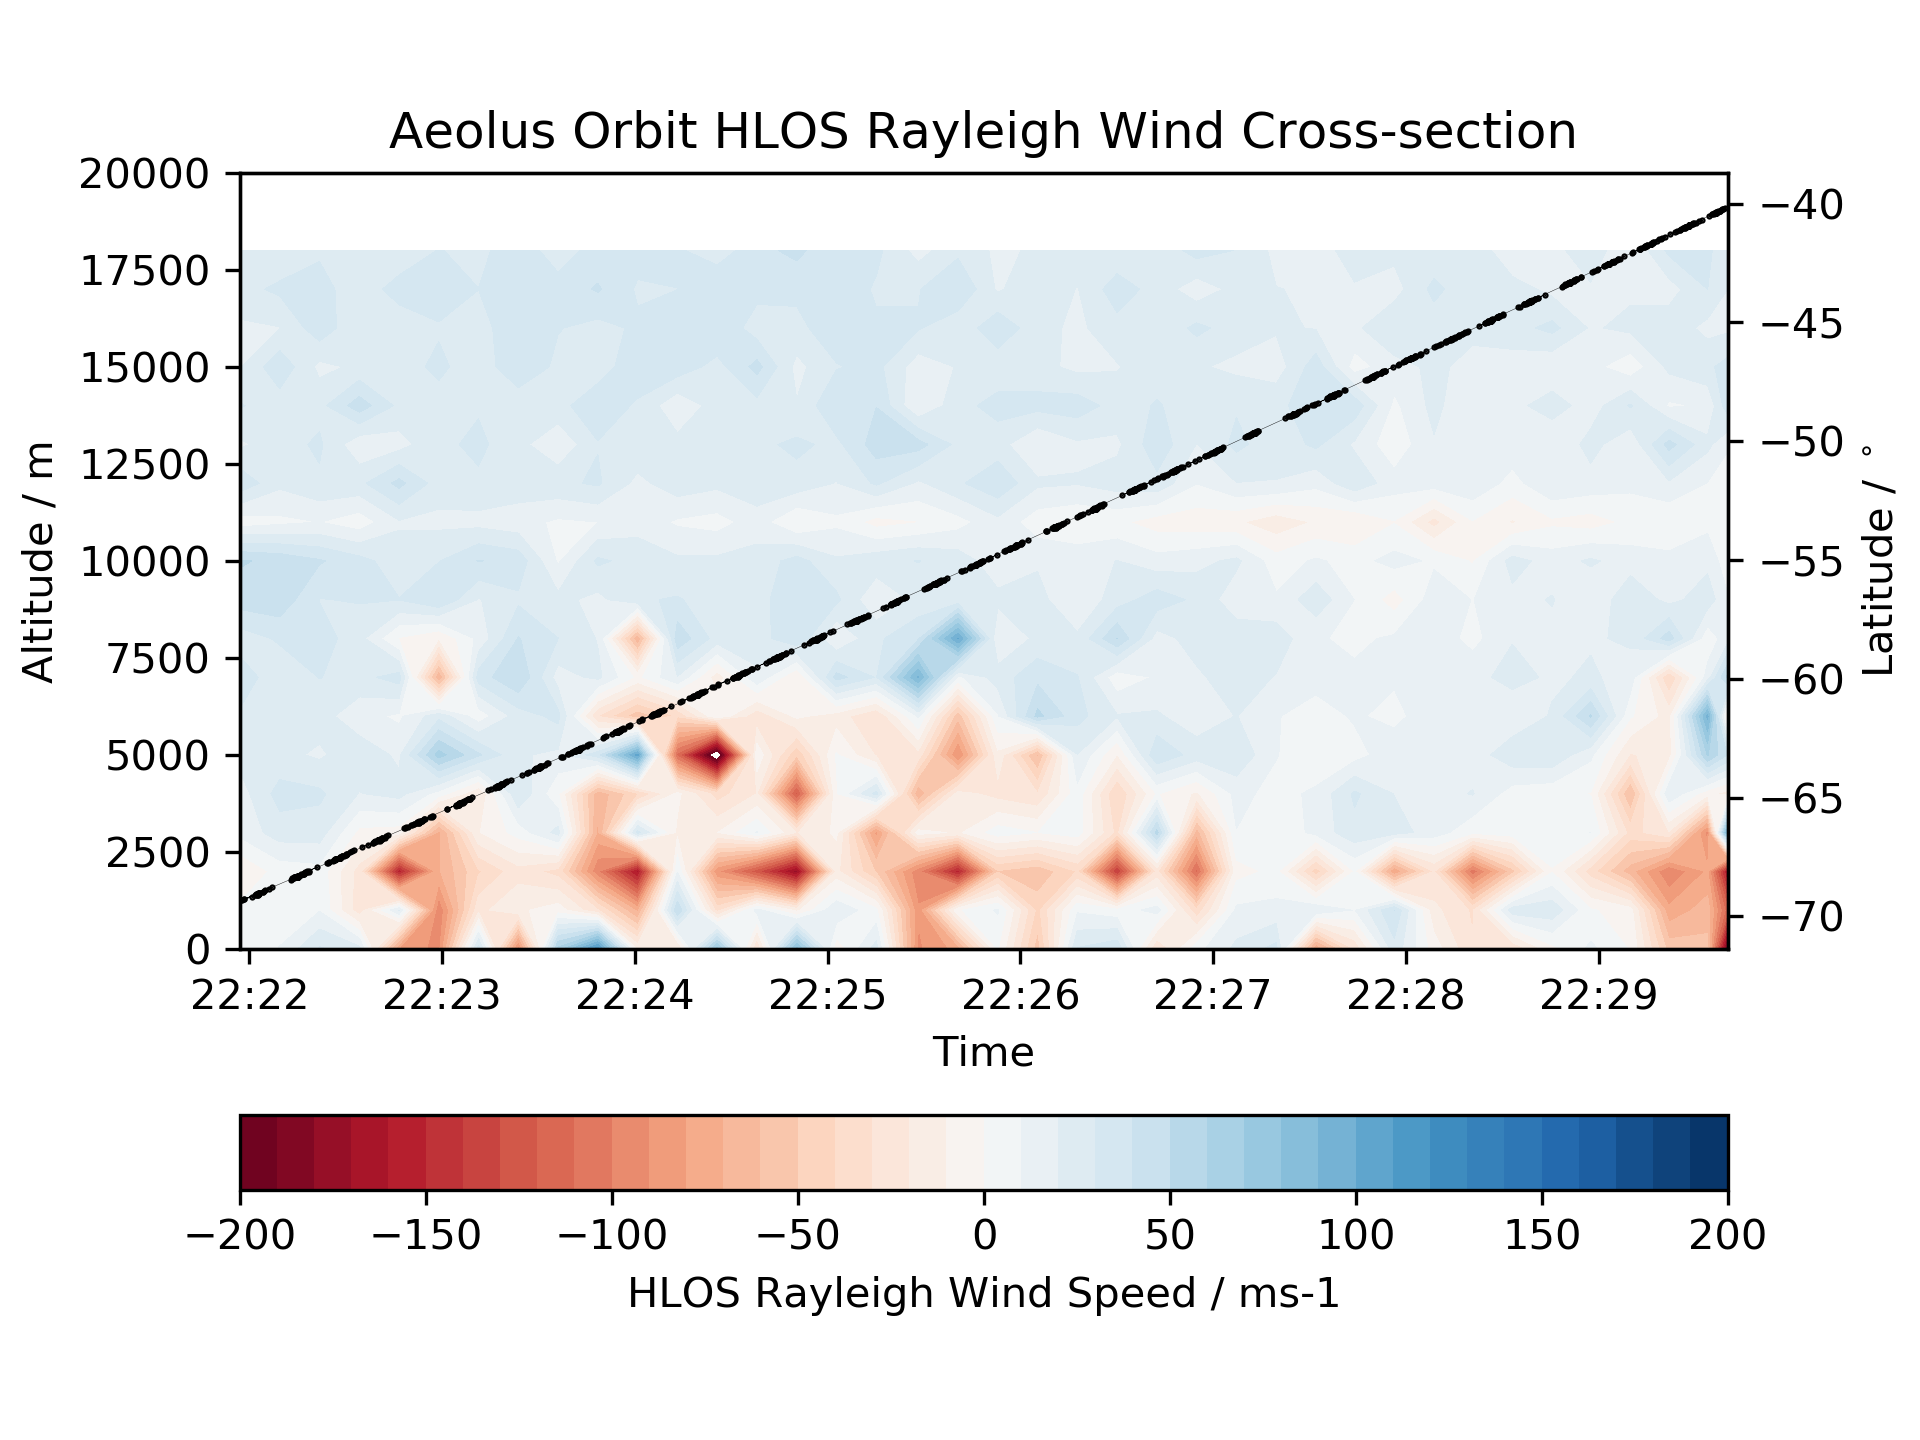 Aeolus Orbit HLOS Rayleigh Wind Cross-section
20000
17500
15000
12500
10000
7500
5000
2500
0
Altitude / m
−40
−45
−50
−55
−60
−65
−70
Latitude / °
22:22 22:23 22:24 22:25 22:26 22:27 22:28 22:29
Time
−200 −150 −100 −50 0 50 100 150 200
HLOS Rayleigh Wind Speed / ms-1